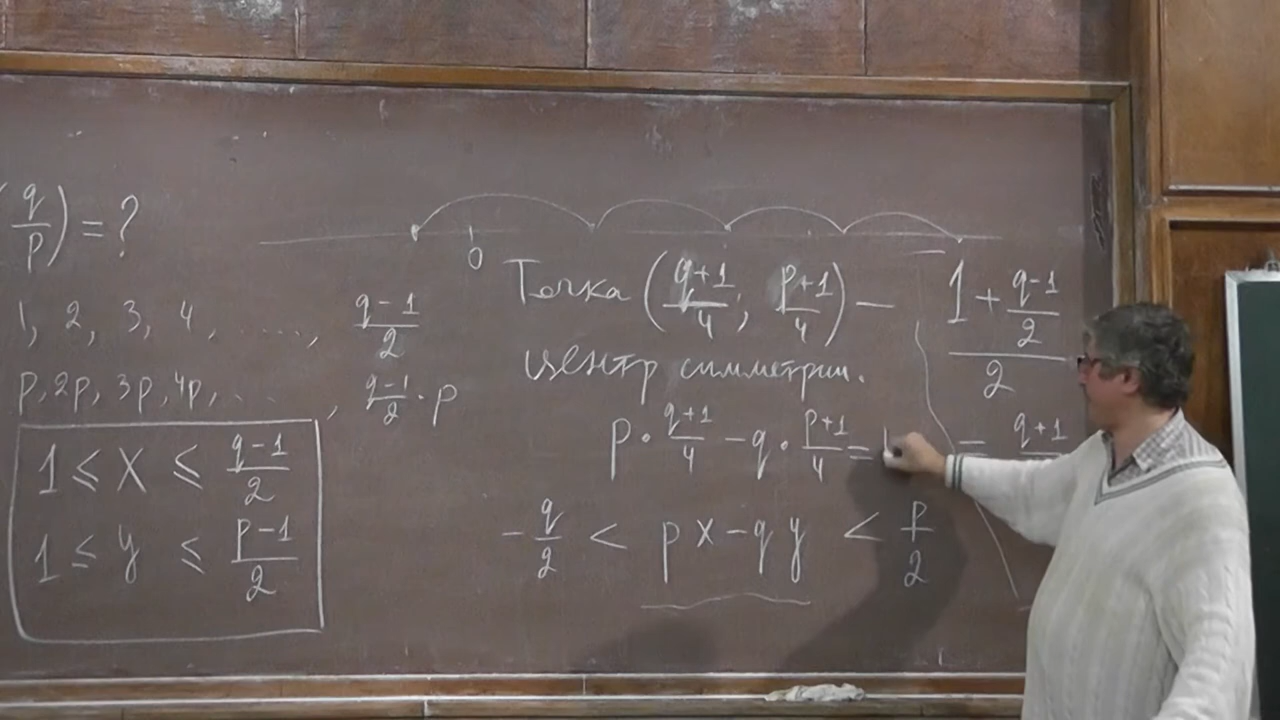 (q/p) = ?
1, 2, 3, 4, ....., (q-1)/2
p, 2p, 3p, 4p, ..., (q-1)/2 · p
1 ≤ x ≤ (q-1)/2
1 ≤ y ≤ (p-1)/2
0
Точка ((q+1)/4; (p+1)/4) —
центр симметрии.
p · (q+1)/4 - q · (p+1)/4 =
-q/2 < px - qy < p/2
(1 + (q-1)/2)/2
= q+1